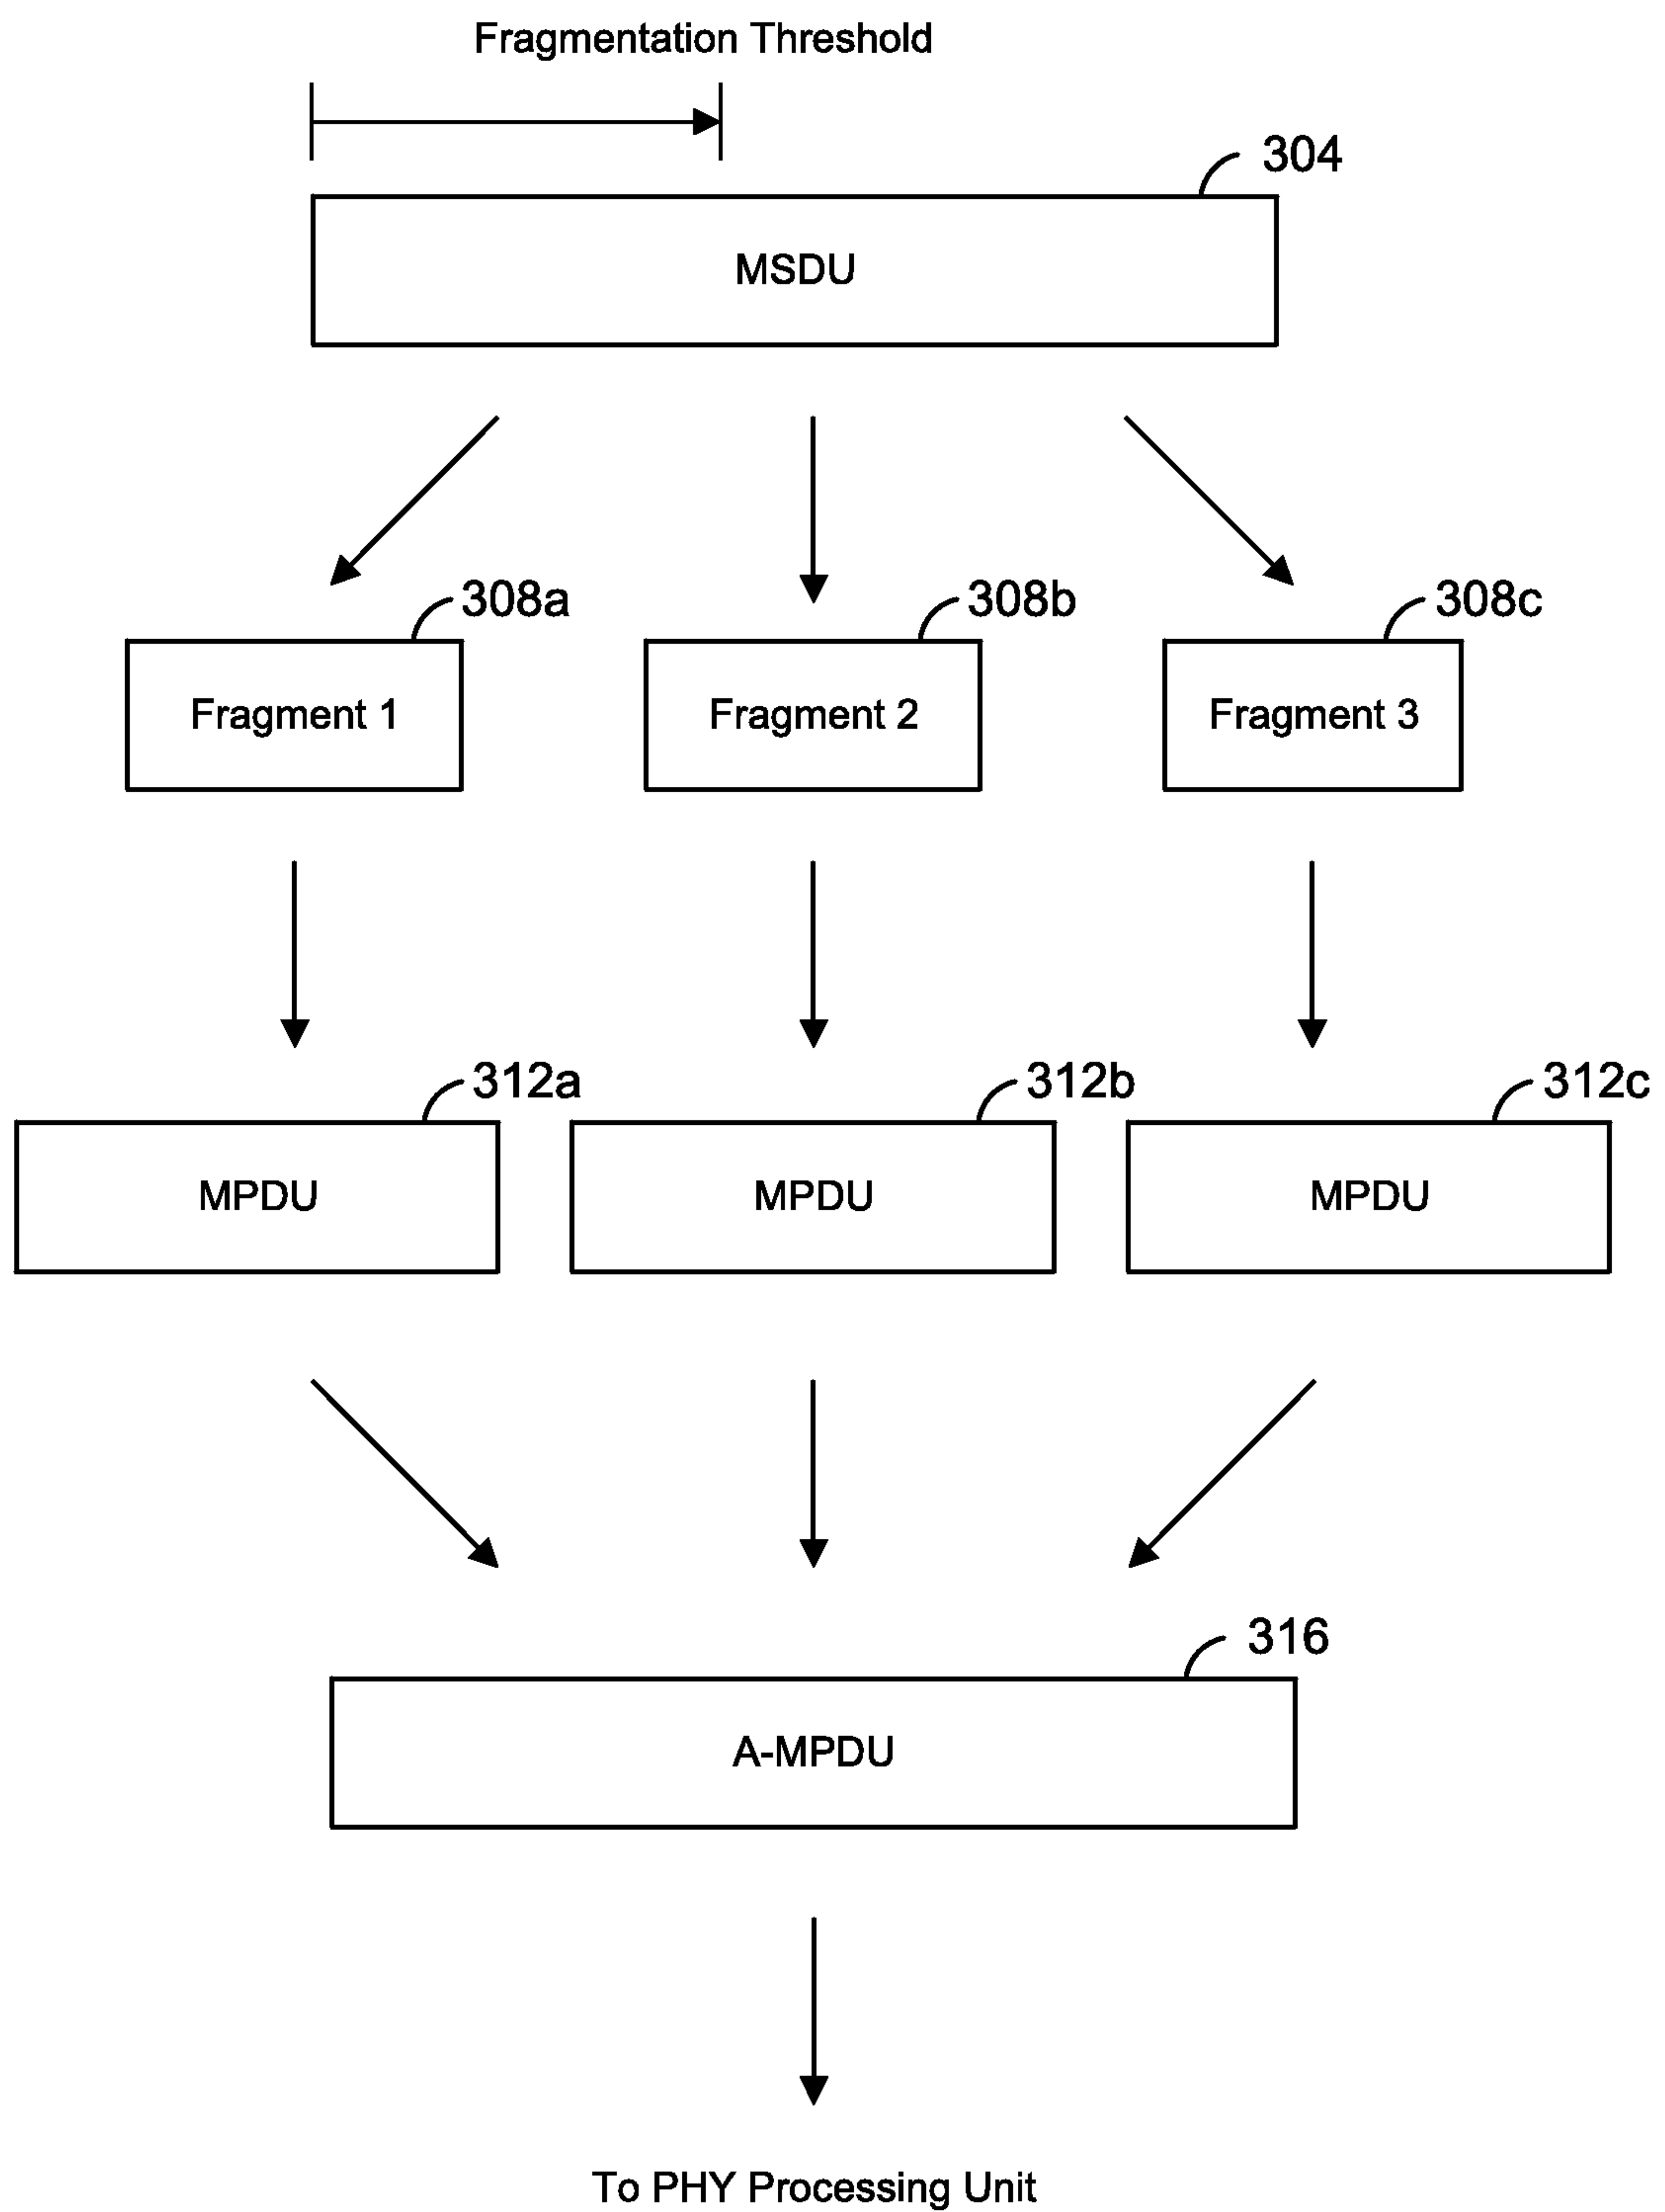 Fragmentation Threshold
304
MSDU
308a
308b
308c
Fragment 1
Fragment 2
Fragment 3
312a
312b
312c
MPDU
MPDU
MPDU
316
A-MPDU
To PHY Processing Unit